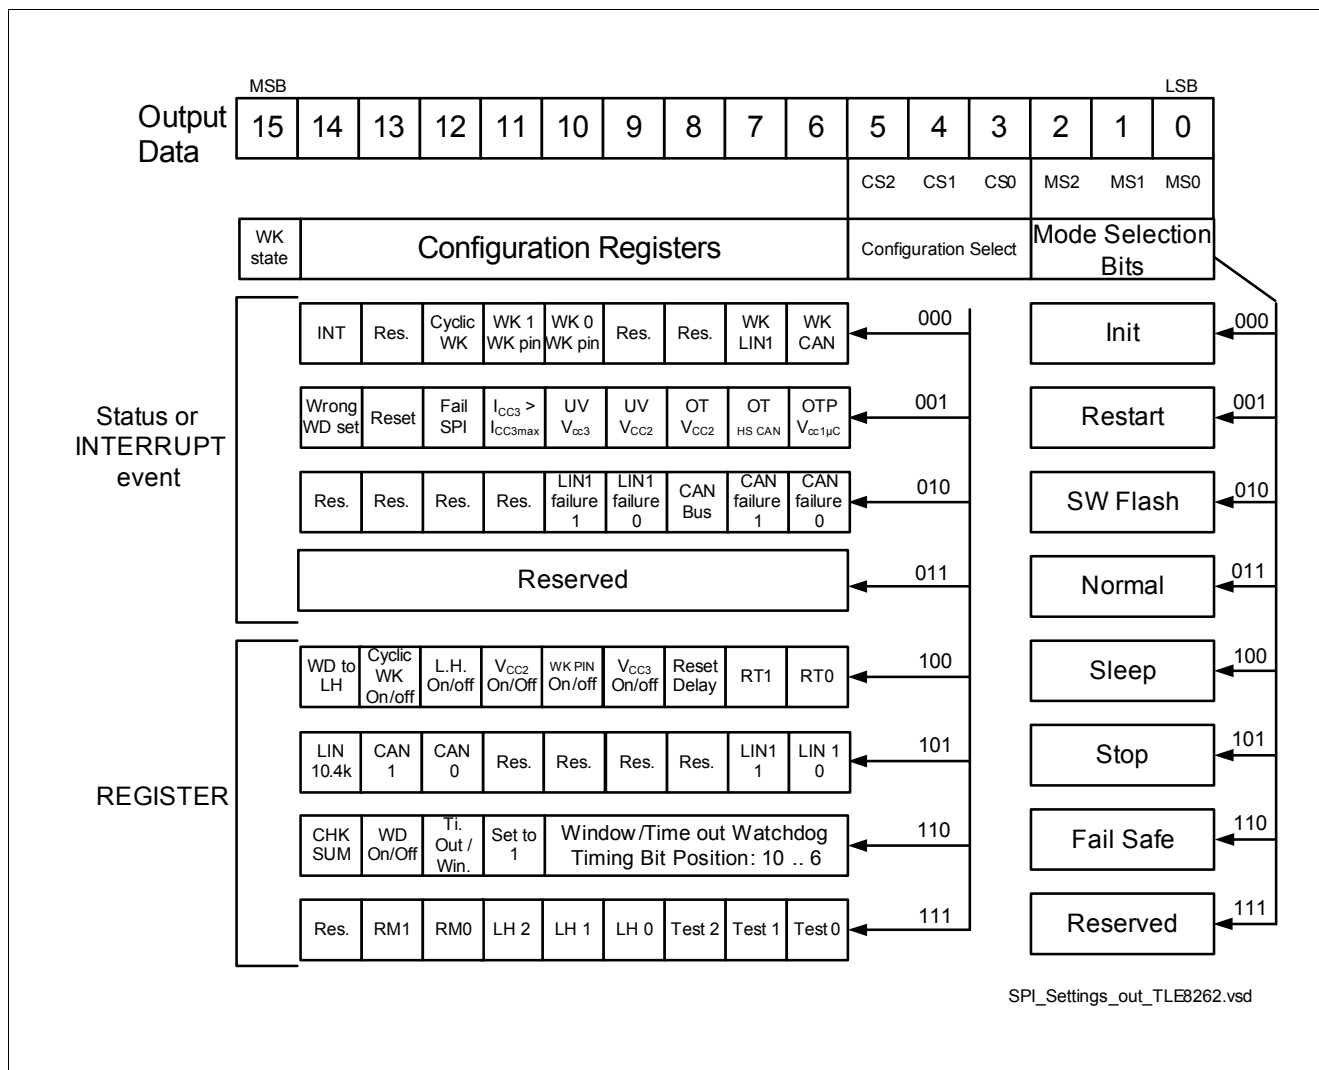 MSB
LSB
Output
Data
15 14 13 12 11 10 9 8 7 6 5 4 3 2 1 0
CS2 CS1 CS0 MS2 MS1 MS0
WK
state
Configuration Registers
Configuration Select
Mode Selection
Bits
Status or
INTERRUPT
event
INT
Res.
Cyclic
WK
WK 1
WK pin
WK 0
WK pin
Res.
Res.
WK
LIN1
WK
CAN
000
Init
000
Wrong
WD set
Reset
Fail
SPI
ICC3 >
ICC3max
UV
Vcc3
UV
VCC2
OT
VCC2
OT
HS CAN
OTP
Vcc1µC
001
Restart
001
Res.
Res.
Res.
Res.
LIN1
failure
1
LIN1
failure
0
CAN
Bus
CAN
failure
1
CAN
failure
0
010
SW Flash
010
Reserved
011
Normal
011
REGISTER
WD to
LH
Cyclic
WK
On/off
L.H.
On/off
VCC2
On/Off
WK PIN
On/off
VCC3
On/off
Reset
Delay
RT1
RT0
100
Sleep
100
LIN
10.4k
CAN
1
CAN
0
Res.
Res.
Res.
Res.
LIN1
1
LIN 1
0
101
Stop
101
CHK
SUM
WD
On/Off
Ti.
Out /
Win.
Set to
1
Window/Time out Watchdog
Timing Bit Position: 10 .. 6
110
Fail Safe
110
Res.
RM1
RM0
LH 2
LH 1
LH 0
Test 2
Test 1
Test 0
111
Reserved
111
SPI_Settings_out_TLE8262.vsd